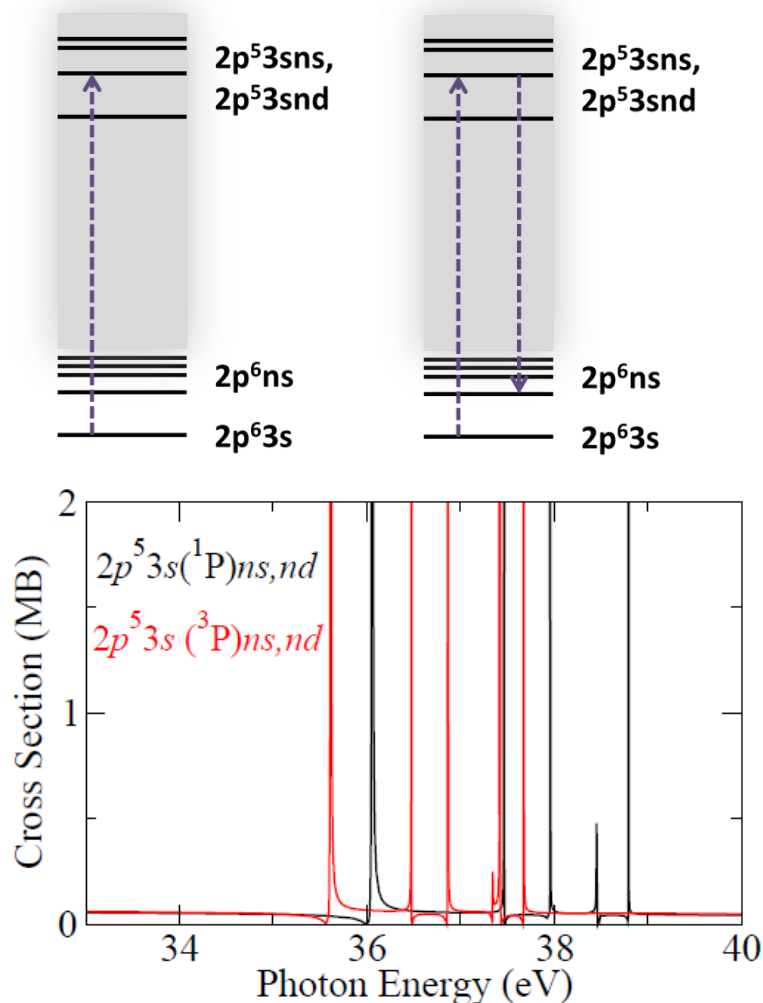 2p⁵3sns,
2p⁵3snd
2p⁶ns
2p⁶3s
2p⁵3sns,
2p⁵3snd
2p⁶ns
2p⁶3s
2p⁵3s(¹P)ns,nd
2p⁵3s (³P)ns,nd
Cross Section (MB)
2
1
0
34 36 38 40
Photon Energy (eV)